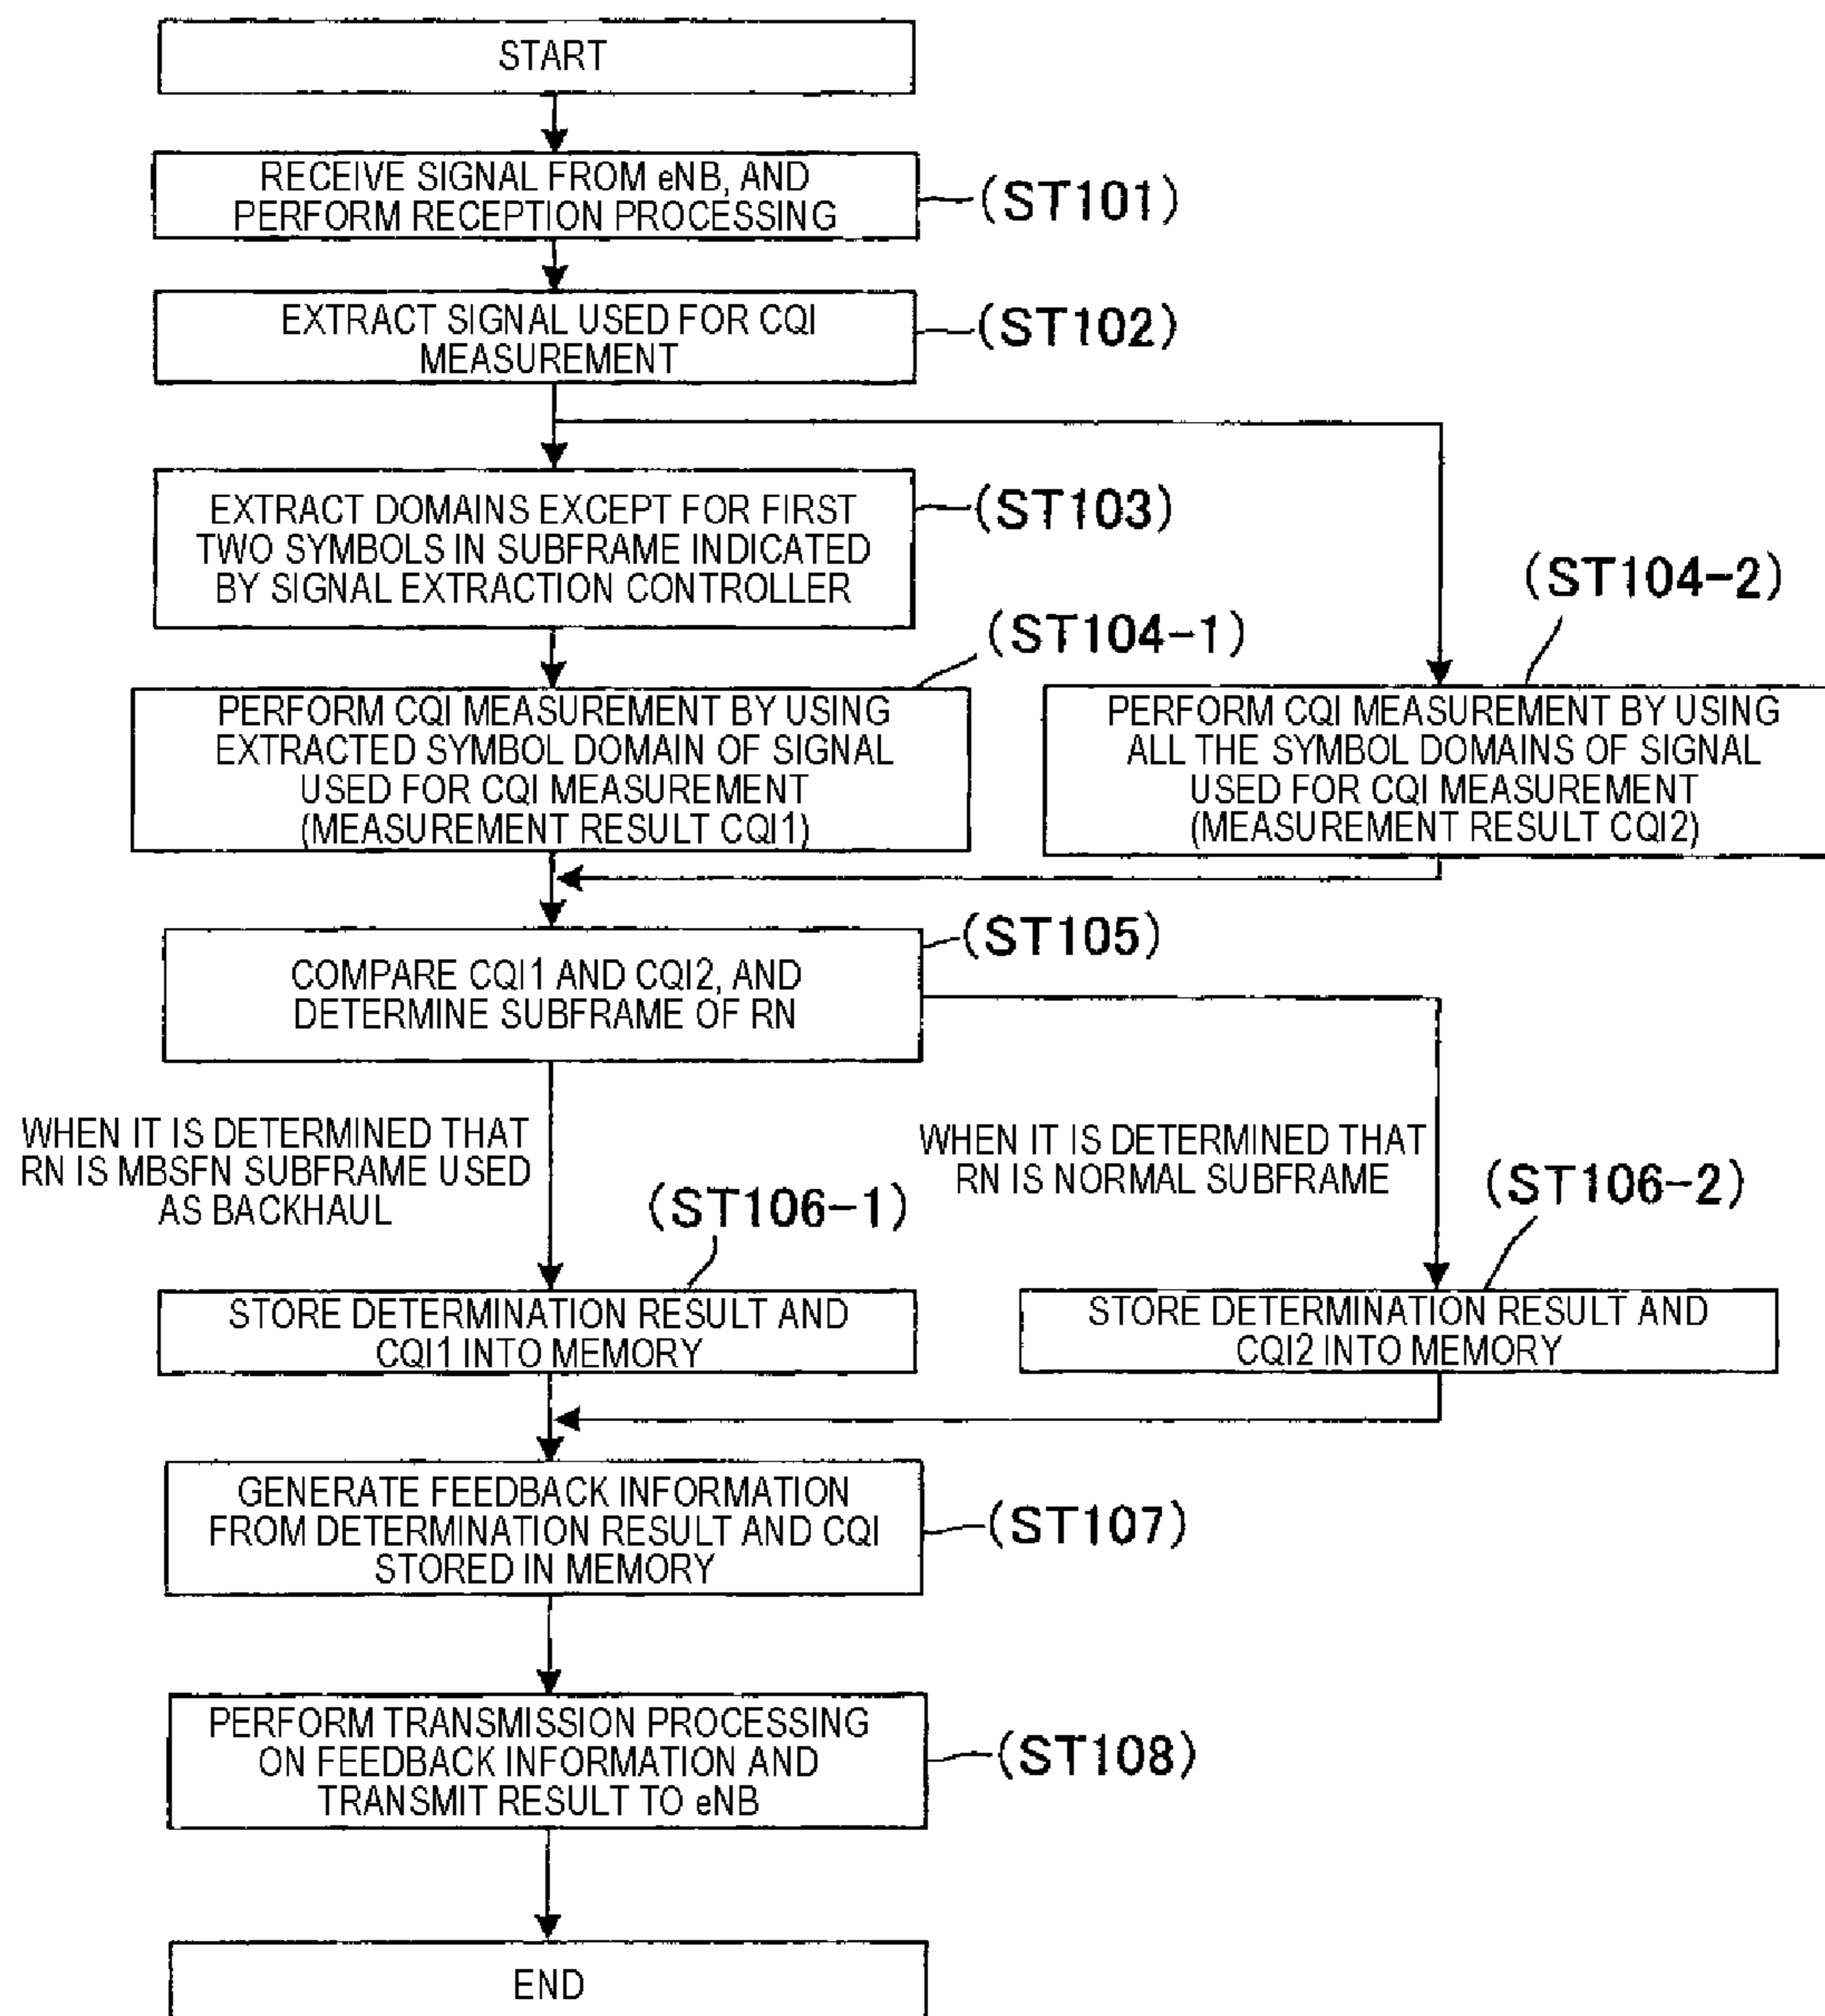 START
RECEIVE SIGNAL FROM eNB, AND
PERFORM RECEPTION PROCESSING
(ST101)
EXTRACT SIGNAL USED FOR CQI
MEASUREMENT
(ST102)
EXTRACT DOMAINS EXCEPT FOR FIRST
TWO SYMBOLS IN SUBFRAME INDICATED
BY SIGNAL EXTRACTION CONTROLLER
(ST103)
(ST104-1)
PERFORM CQI MEASUREMENT BY USING
EXTRACTED SYMBOL DOMAIN OF SIGNAL
USED FOR CQI MEASUREMENT
(MEASUREMENT RESULT CQI1)
(ST104-2)
PERFORM CQI MEASUREMENT BY USING
ALL THE SYMBOL DOMAINS OF SIGNAL
USED FOR CQI MEASUREMENT
(MEASUREMENT RESULT CQI2)
COMPARE CQI1 AND CQI2, AND
DETERMINE SUBFRAME OF RN
(ST105)
WHEN IT IS DETERMINED THAT
RN IS MBSFN SUBFRAME USED
AS BACKHAUL
(ST106-1)
WHEN IT IS DETERMINED THAT
RN IS NORMAL SUBFRAME
(ST106-2)
STORE DETERMINATION RESULT AND
CQI1 INTO MEMORY
STORE DETERMINATION RESULT AND
CQI2 INTO MEMORY
GENERATE FEEDBACK INFORMATION
FROM DETERMINATION RESULT AND CQI
STORED IN MEMORY
(ST107)
PERFORM TRANSMISSION PROCESSING
ON FEEDBACK INFORMATION AND
TRANSMIT RESULT TO eNB
(ST108)
END